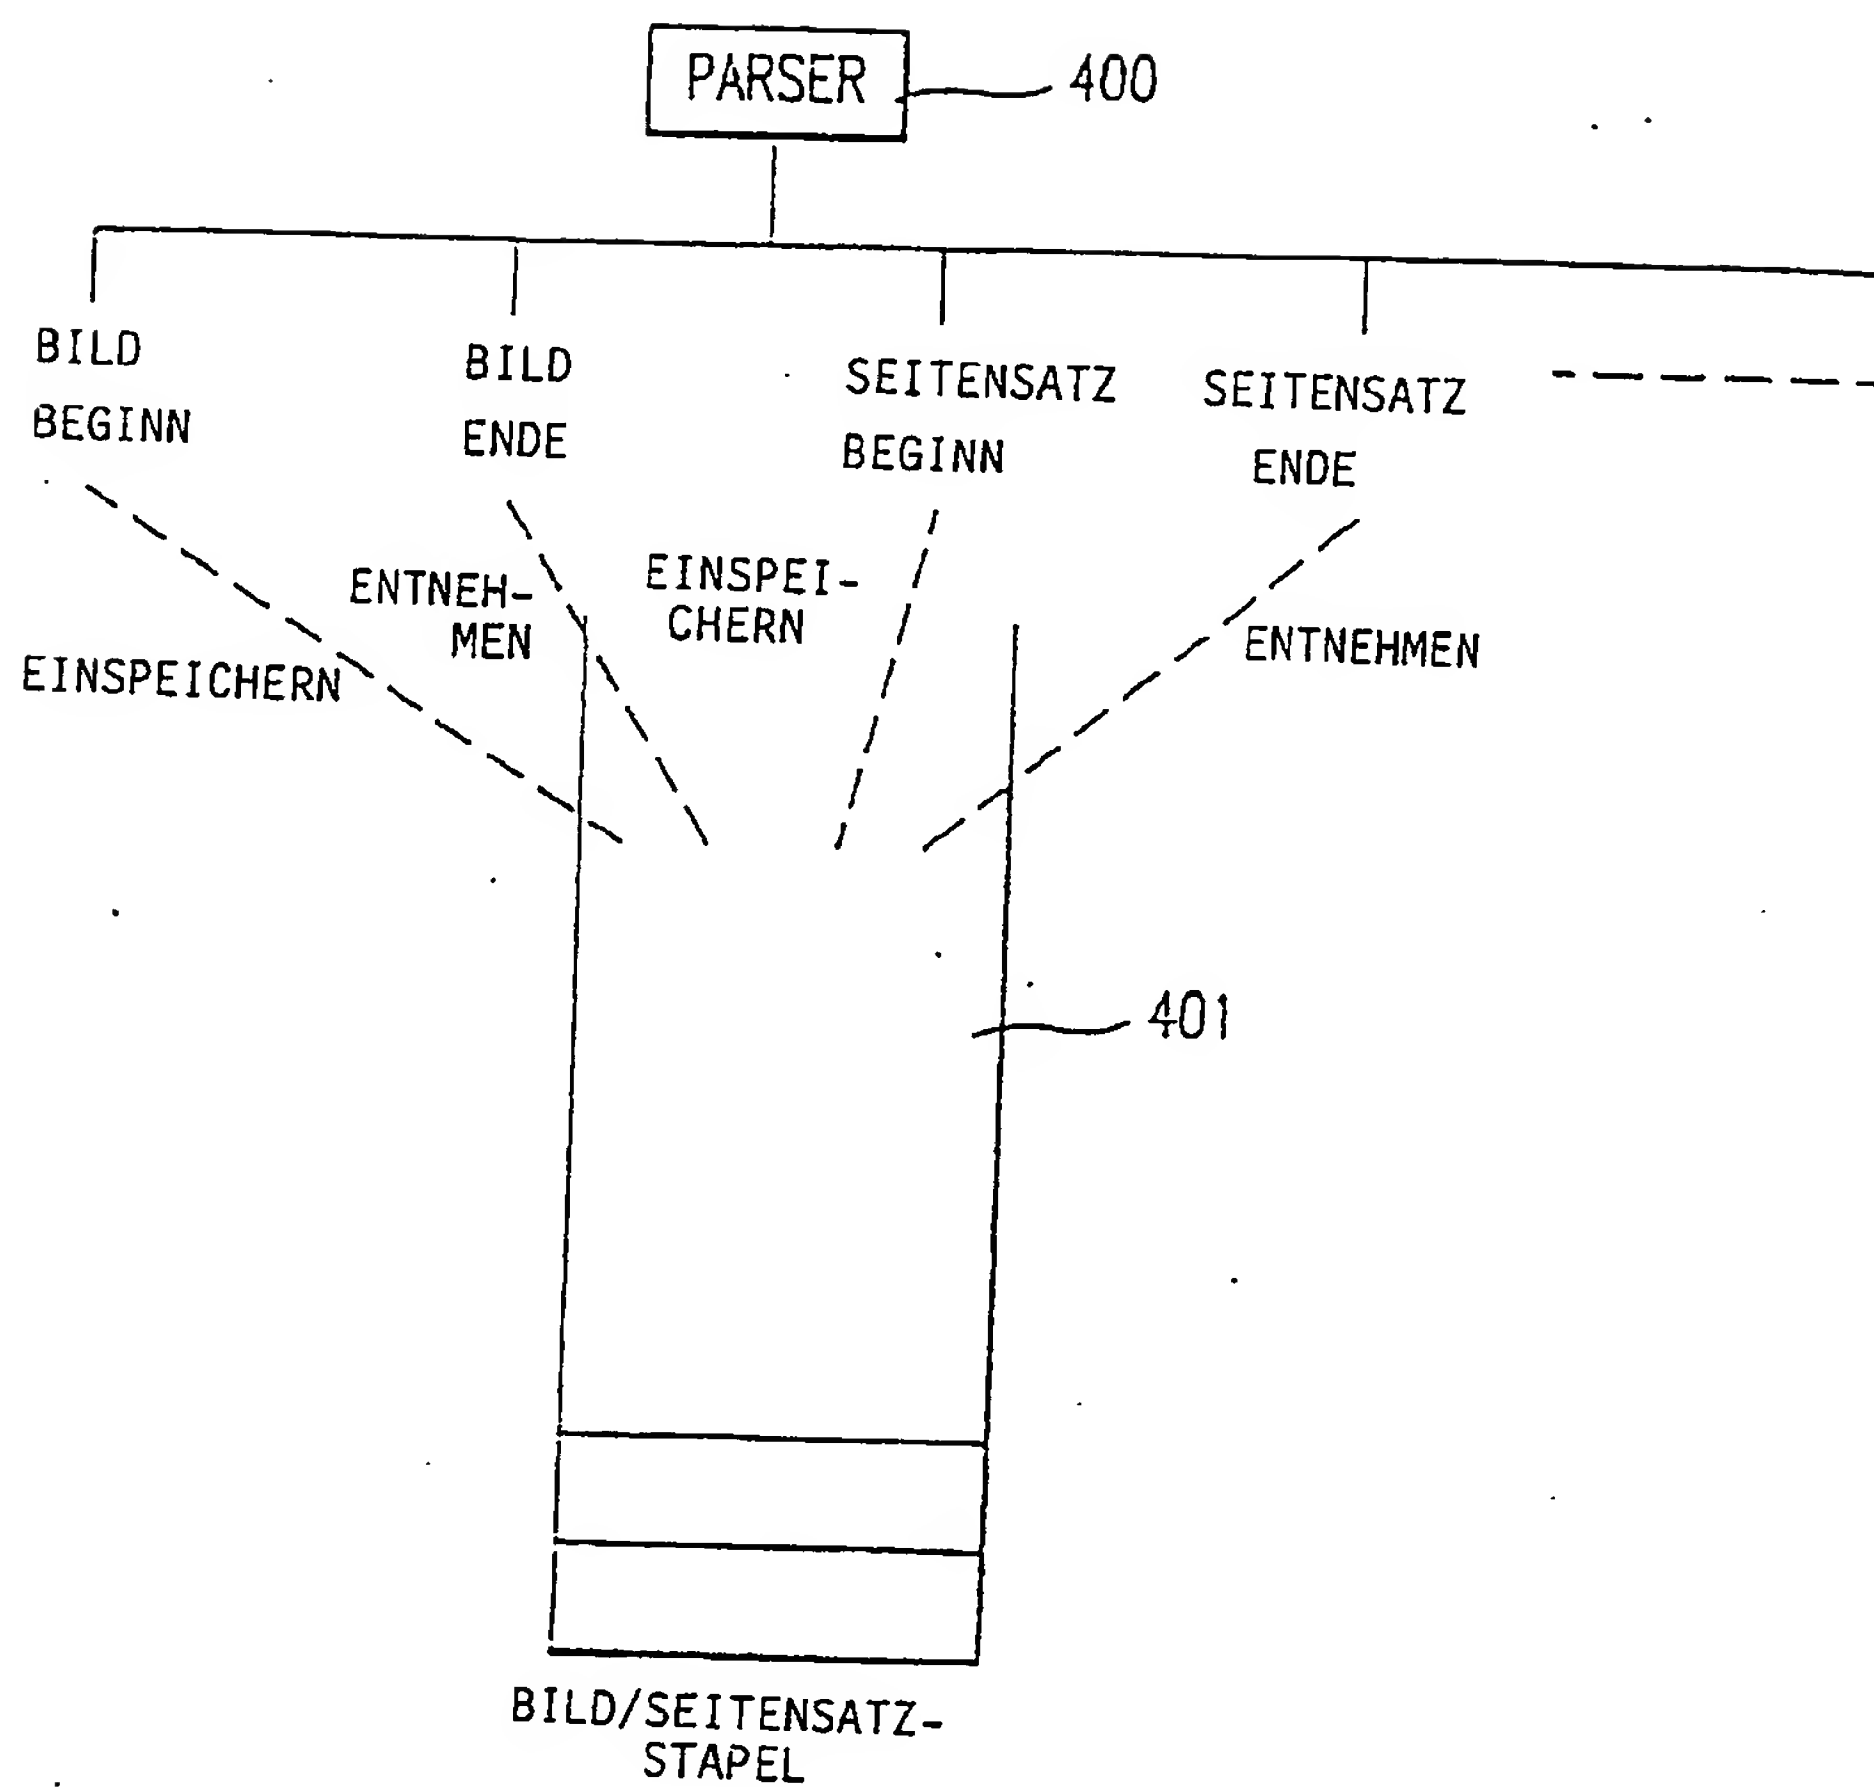 PARSER
400
BILD
BEGINN
BILD
ENDE
SEITENSATZ
BEGINN
SEITENSATZ
ENDE
EINSPEICHERN
ENTNEH-
MEN
EINSPEI-
CHERN
ENTNEHMEN
401
BILD/SEITENSATZ-
STAPEL